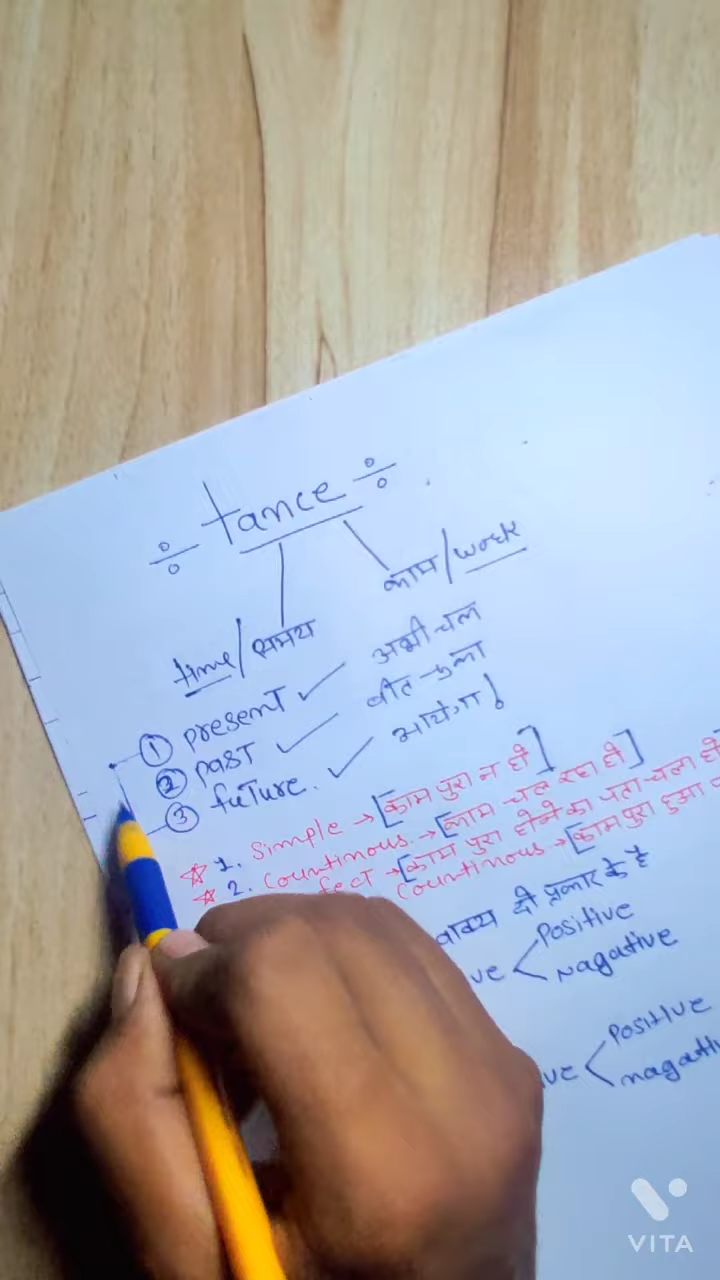 ÷ tance ÷
time/समय काम/work
① present ✓ अभी चल
② past ✓ बीत चुका
③ future. ✓ आयेगा!
☆ 1. Simple → [काम पुरा न हो]
☆ 2. Countinous. → [काम चल रहा हो]
fect → [काम पुरा होने का पता चला हो
Countinous → [काम पुरा हुआ
वाक्य दो प्रकार के है
ve < Positive
Nagative
ve < Positive
nagati
VITA